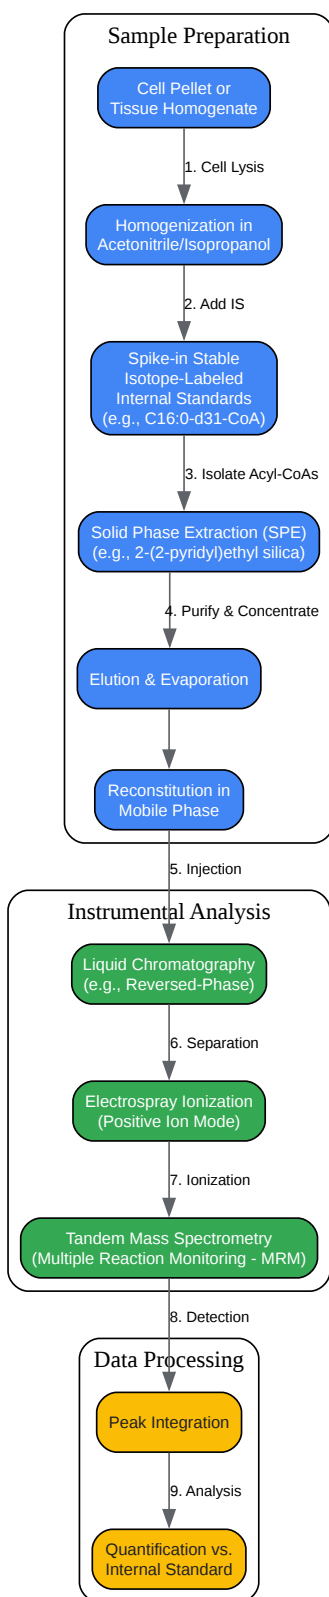 Sample Preparation
Cell Pellet or
Tissue Homogenate
1. Cell Lysis
Homogenization in
Acetonitrile/Isopropanol
2. Add IS
Spike-in Stable
Isotope-Labeled
Internal Standards
(e.g., C16:0-d31-CoA)
3. Isolate Acyl-CoAs
Solid Phase Extraction (SPE)
(e.g., 2-(2-pyridyl)ethyl silica)
4. Purify & Concentrate
Elution & Evaporation
Reconstitution in
Mobile Phase
5. Injection
Instrumental Analysis
Liquid Chromatography
(e.g., Reversed-Phase)
6. Separation
Electrospray Ionization
(Positive Ion Mode)
7. Ionization
Tandem Mass Spectrometry
(Multiple Reaction Monitoring - MRM)
8. Detection
Data Processing
Peak Integration
9. Analysis
Quantification vs.
Internal Standard